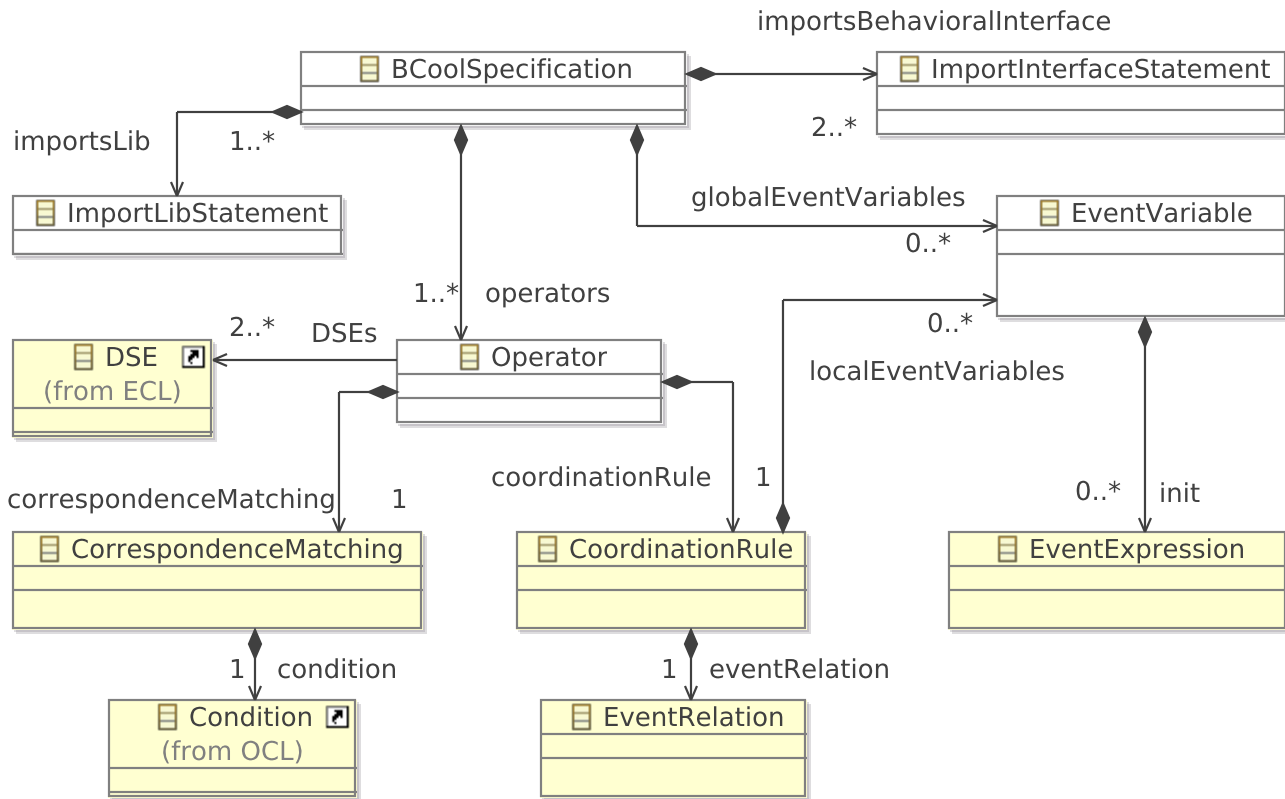 importsBehavioralInterface
BCoolSpecification
ImportInterfaceStatement
importsLib
1..*
2..*
ImportLibStatement
globalEventVariables
EventVariable
0..*
1..*
operators
2..*
DSEs
0..*
DSE
(from ECL)
Operator
localEventVariables
coordinationRule
1
correspondenceMatching
1
0..*
init
CorrespondenceMatching
CoordinationRule
EventExpression
1
condition
1
eventRelation
Condition
(from OCL)
EventRelation